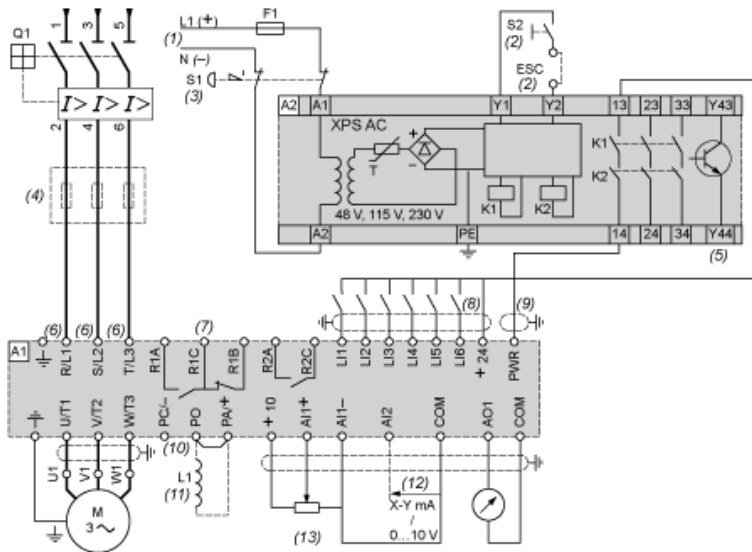 1 3 5
Q1
I> I> I>
2 4 6
L1 (+)
F1
(1)
N (–)
S1
(3)
S2
(2)
ESC
(2)
A2 A1 Y1 Y2 13 23 33 Y43
XPS AC
+
–
T
K1
K2
K1 K2
48 V, 115 V, 230 V
A2 PE 14 24 34 Y44
(5)
(4)
(8) (9)
(6) (6) (6) (7)
A1
R/L1 S/L2 T/L3 R1A R1C R1B R2A R2C LI1 LI2 LI3 LI4 LI5 LI6 + 24 PWR
U/T1 V/T2 W/T3 PC/– PO PA/+ + 10 AI1+ AI1– AI2 COM AO1 COM
(10)
U1 V1 W1
L1
(11)
(12)
X-Y mA
/
0...10 V
(13)
M
3 ~